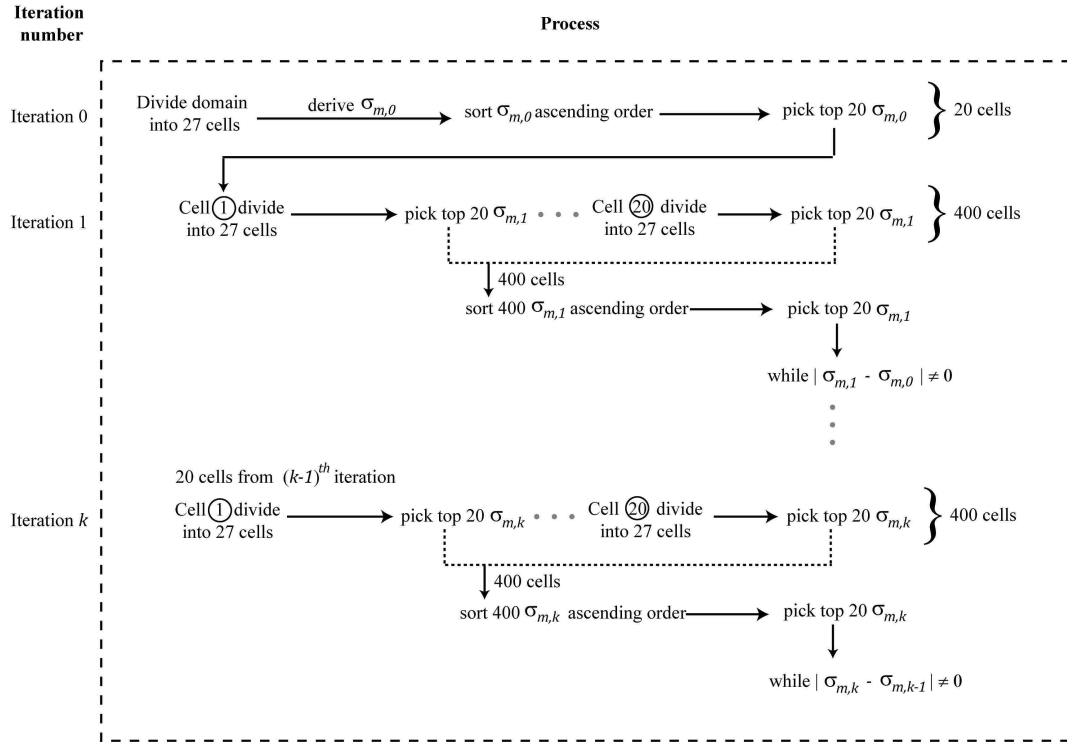 Iteration
number
Process
Iteration 0
Divide domain
into 27 cells
derive σm,0
sort σm,0 ascending order
pick top 20 σm,0
} 20 cells
Iteration 1
Cell 1 divide
into 27 cells
pick top 20 σm,1
Cell 20 divide
into 27 cells
pick top 20 σm,1
} 400 cells
400 cells
sort 400 σm,1 ascending order
pick top 20 σm,1
while | σm,1 - σm,0 | ≠ 0
20 cells from (k-1)th iteration
Iteration k
Cell 1 divide
into 27 cells
pick top 20 σm,k
Cell 20 divide
into 27 cells
pick top 20 σm,k
} 400 cells
400 cells
sort 400 σm,k ascending order
pick top 20 σm,k
while | σm,k - σm,k-1 | ≠ 0